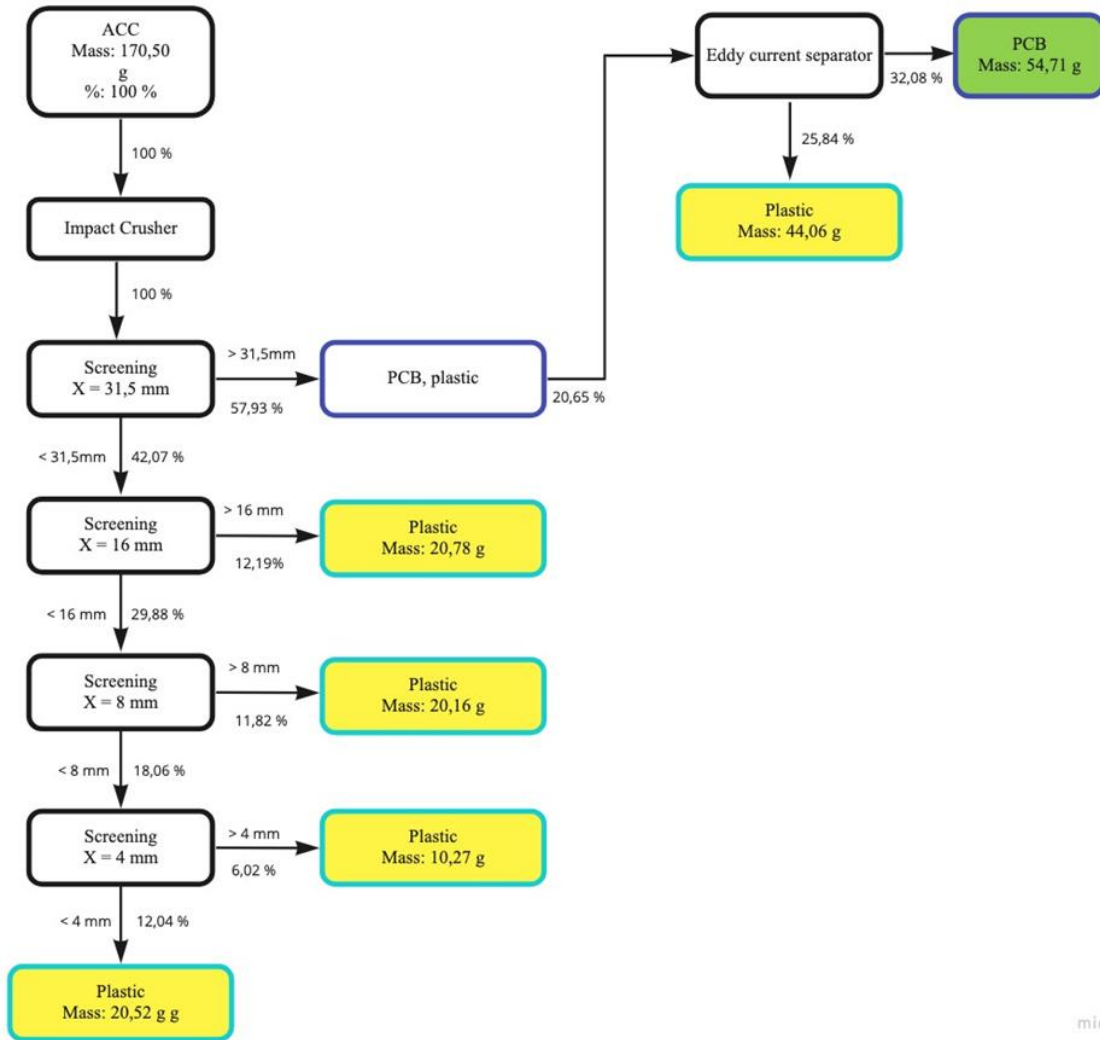 ACC
Mass: 170,50
g
%: 100 %
100 %
Impact Crusher
100 %
Screening
X = 31,5 mm
> 31,5mm
57,93 %
PCB, plastic
20,65 %
Eddy current separator
32,08 %
PCB
Mass: 54,71 g
25,84 %
Plastic
Mass: 44,06 g
< 31,5mm
42,07 %
Screening
X = 16 mm
> 16 mm
12,19%
Plastic
Mass: 20,78 g
< 16 mm
29,88 %
Screening
X = 8 mm
> 8 mm
11,82 %
Plastic
Mass: 20,16 g
< 8 mm
18,06 %
Screening
X = 4 mm
> 4 mm
6,02 %
Plastic
Mass: 10,27 g
< 4 mm
12,04 %
Plastic
Mass: 20,52 g g